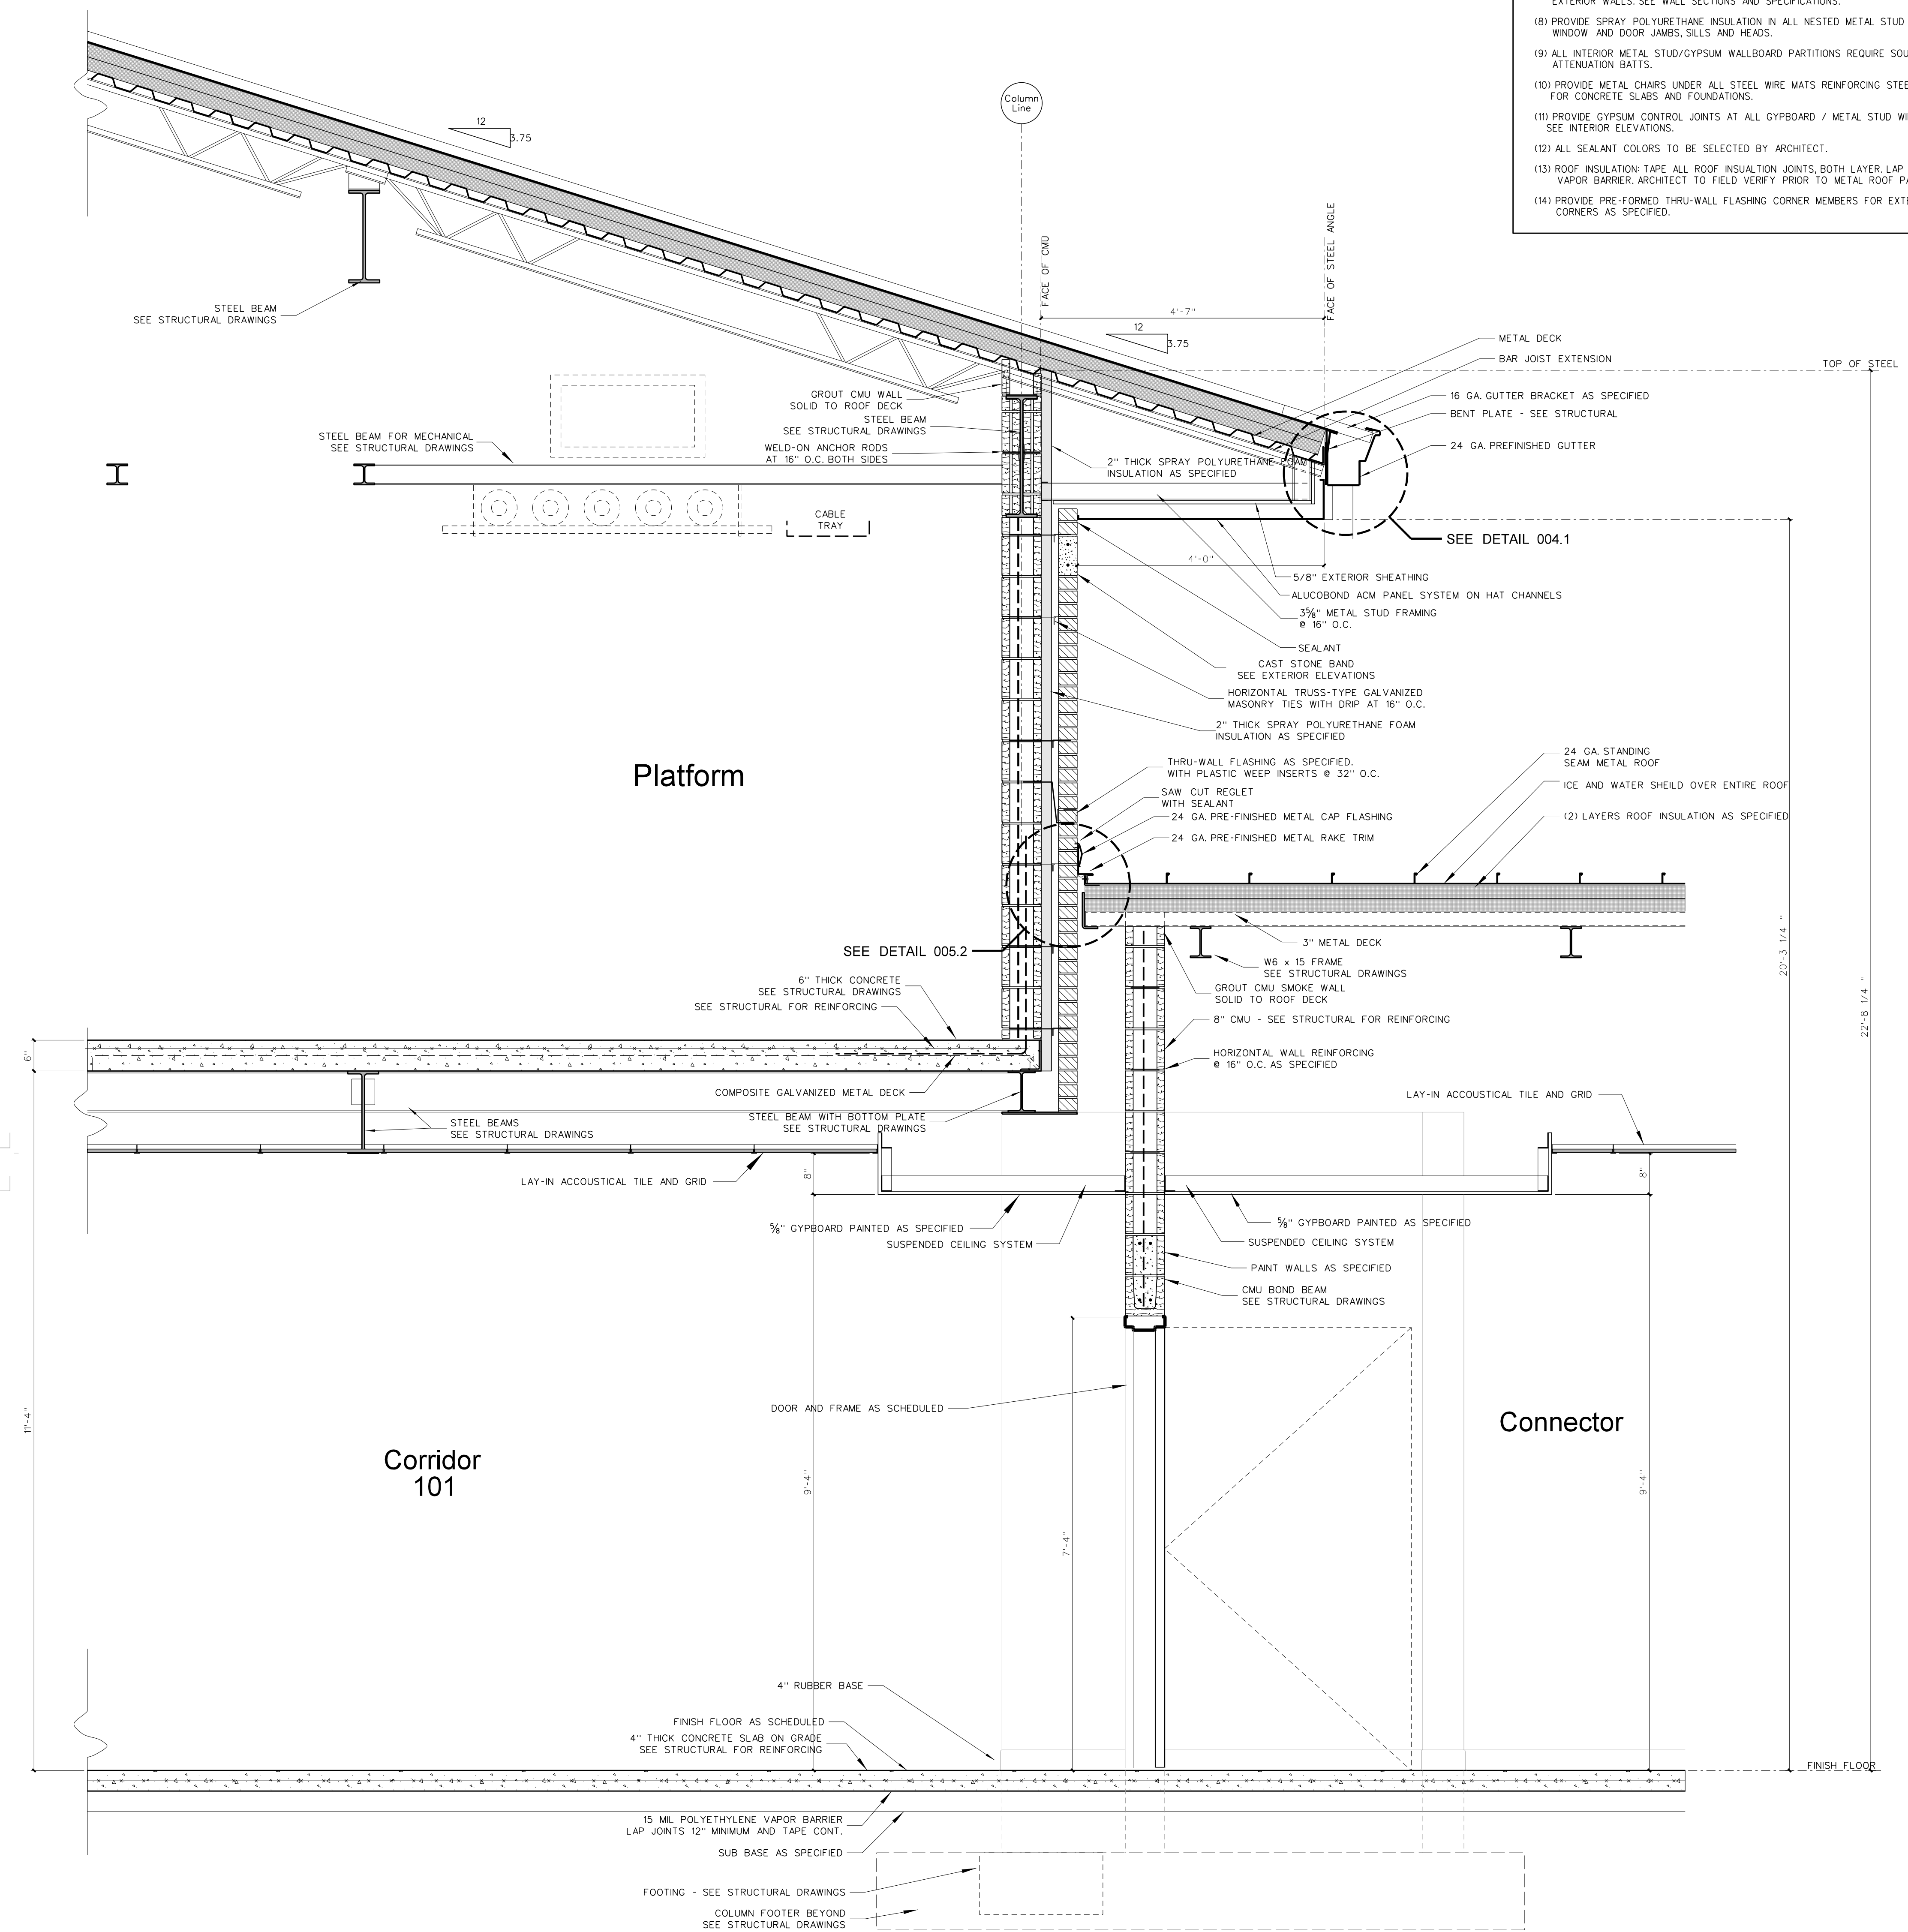 EXTERIOR WALLS. SEE WALL SECTIONS AND SPECIFICATIONS.
(8) PROVIDE SPRAY POLYURETHANE INSULATION IN ALL NESTED METAL STUD
WINDOW AND DOOR JAMBS, SILLS AND HEADS.
(9) ALL INTERIOR METAL STUD/GYPSUM WALLBOARD PARTITIONS REQUIRE SOU
ATTENUATION BATTS.
(10) PROVIDE METAL CHAIRS UNDER ALL STEEL WIRE MATS REINFORCING STEE
FOR CONCRETE SLABS AND FOUNDATIONS.
(11) PROVIDE GYPSUM CONTROL JOINTS AT ALL GYPBOARD / METAL STUD WI
SEE INTERIOR ELEVATIONS.
(12) ALL SEALANT COLORS TO BE SELECTED BY ARCHITECT.
(13) ROOF INSULATION: TAPE ALL ROOF INSUALTION JOINTS, BOTH LAYER. LAP
VAPOR BARRIER. ARCHITECT TO FIELD VERIFY PRIOR TO METAL ROOF PA
(14) PROVIDE PRE-FORMED THRU-WALL FLASHING CORNER MEMBERS FOR EXTE
CORNERS AS SPECIFIED.
Column
Line
12
3.75
FACE OF CMU
FACE OF STEEL ANGLE
STEEL BEAM
SEE STRUCTURAL DRAWINGS
4'-7"
12
3.75
METAL DECK
BAR JOIST EXTENSION
TOP OF STEEL
16 GA. GUTTER BRACKET AS SPECIFIED
BENT PLATE - SEE STRUCTURAL
24 GA. PREFINISHED GUTTER
GROUT CMU WALL
SOLID TO ROOF DECK
STEEL BEAM
SEE STRUCTURAL DRAWINGS
WELD-ON ANCHOR RODS
AT 16" O.C. BOTH SIDES
STEEL BEAM FOR MECHANICAL
SEE STRUCTURAL DRAWINGS
2" THICK SPRAY POLYURETHANE FOAM
INSULATION AS SPECIFIED
CABLE
TRAY
SEE DETAIL 004.1
4'-0"
5/8" EXTERIOR SHEATHING
ALUCOBOND ACM PANEL SYSTEM ON HAT CHANNELS
3⅝" METAL STUD FRAMING
@ 16" O.C.
SEALANT
CAST STONE BAND
SEE EXTERIOR ELEVATIONS
HORIZONTAL TRUSS-TYPE GALVANIZED
MASONRY TIES WITH DRIP AT 16" O.C.
2" THICK SPRAY POLYURETHANE FOAM
INSULATION AS SPECIFIED
Platform
THRU-WALL FLASHING AS SPECIFIED.
WITH PLASTIC WEEP INSERTS @ 32" O.C.
SAW CUT REGLET
WITH SEALANT
24 GA. PRE-FINISHED METAL CAP FLASHING
24 GA. PRE-FINISHED METAL RAKE TRIM
24 GA. STANDING
SEAM METAL ROOF
ICE AND WATER SHEILD OVER ENTIRE ROOF
(2) LAYERS ROOF INSULATION AS SPECIFIED
SEE DETAIL 005.2
3" METAL DECK
W6 x 15 FRAME
SEE STRUCTURAL DRAWINGS
GROUT CMU SMOKE WALL
SOLID TO ROOF DECK
20'-3 1/4"
22'-8 1/4"
6" THICK CONCRETE
SEE STRUCTURAL DRAWINGS
SEE STRUCTURAL FOR REINFORCING
8" CMU - SEE STRUCTURAL FOR REINFORCING
HORIZONTAL WALL REINFORCING
@ 16" O.C. AS SPECIFIED
6"
COMPOSITE GALVANIZED METAL DECK
STEEL BEAM WITH BOTTOM PLATE
SEE STRUCTURAL DRAWINGS
STEEL BEAMS
SEE STRUCTURAL DRAWINGS
LAY-IN ACCOUSTICAL TILE AND GRID
LAY-IN ACCOUSTICAL TILE AND GRID
8"
8"
⅝" GYPBOARD PAINTED AS SPECIFIED
SUSPENDED CEILING SYSTEM
⅝" GYPBOARD PAINTED AS SPECIFIED
SUSPENDED CEILING SYSTEM
PAINT WALLS AS SPECIFIED
CMU BOND BEAM
SEE STRUCTURAL DRAWINGS
DOOR AND FRAME AS SCHEDULED
11'-4"
Corridor
101
9'-4"
7'-4"
Connector
9'-4"
4" RUBBER BASE
FINISH FLOOR AS SCHEDULED
4" THICK CONCRETE SLAB ON GRADE
SEE STRUCTURAL FOR REINFORCING
FINISH FLOOR
15 MIL POLYETHYLENE VAPOR BARRIER
LAP JOINTS 12" MINIMUM AND TAPE CONT.
SUB BASE AS SPECIFIED
FOOTING - SEE STRUCTURAL DRAWINGS
COLUMN FOOTER BEYOND
SEE STRUCTURAL DRAWINGS